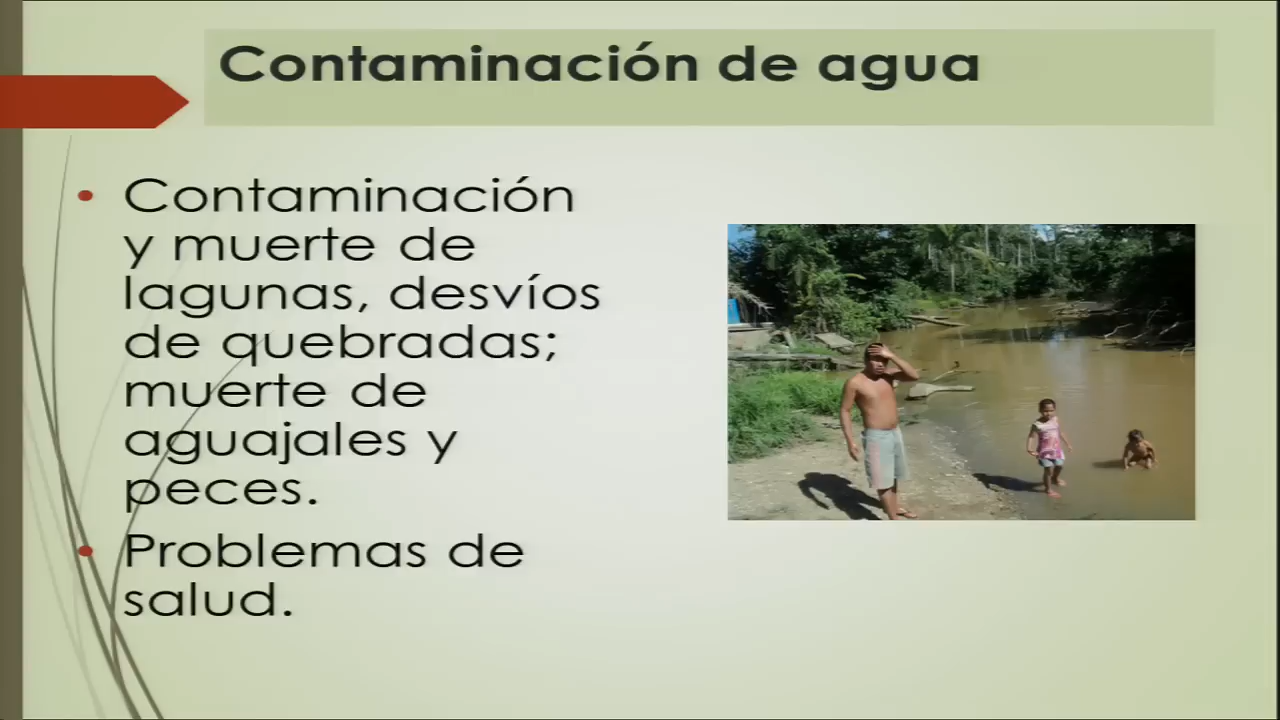 Contaminación de agua
• Contaminación
y muerte de
lagunas, desvíos
de quebradas;
muerte de
aguajales y
peces.
• Problemas de
salud.